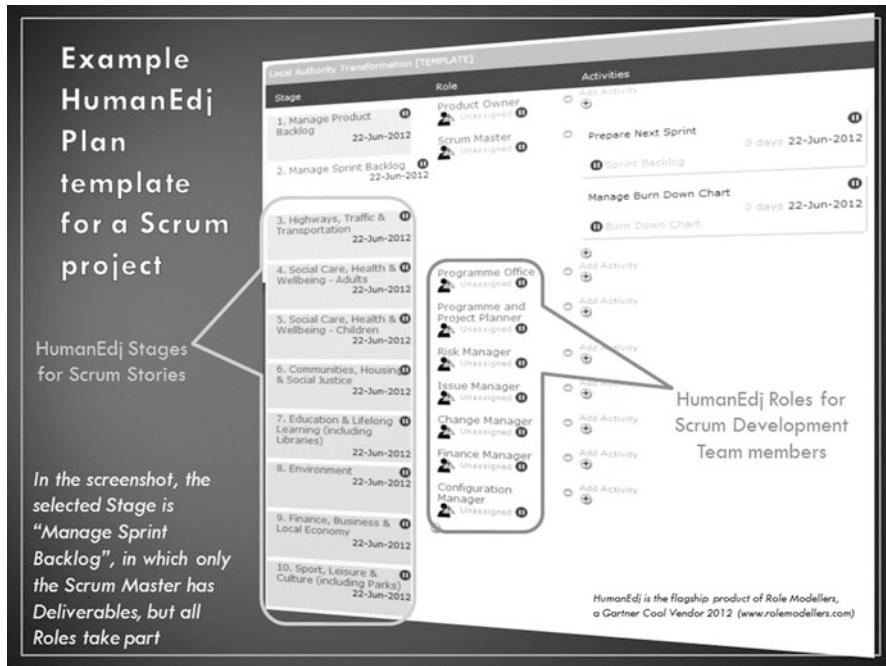 Example
HumanEdj
Plan
template
for a Scrum
project
HumanEdj Stages
for Scrum Stories
In the screenshot, the
selected Stage is
“Manage Sprint
Backlog”, in which only
the Scrum Master has
Deliverables, but all
Roles take part
Local Authority Transformation [TEMPLATE]
Stage
Role
Activities
1. Manage Product
Backlog
22-Jun-2012
2. Manage Sprint Backlog
22-Jun-2012
3. Highways, Traffic &
Transportation
22-Jun-2012
4. Social Care, Health &
Wellbeing - Adults
22-Jun-2012
5. Social Care, Health &
Wellbeing - Children
22-Jun-2012
6. Communities, Housing
& Social Justice
22-Jun-2012
7. Education & Lifelong
Learning (including
Libraries)
22-Jun-2012
8. Environment
22-Jun-2012
9. Finance, Business &
Local Economy
22-Jun-2012
10. Sport, Leisure &
Culture (including Parks)
22-Jun-2012
Product Owner
Unassigned
Scrum Master
Unassigned
Programme Office
Unassigned
Programme and
Project Planner
Unassigned
Risk Manager
Unassigned
Issue Manager
Unassigned
Change Manager
Unassigned
Finance Manager
Unassigned
Configuration
Manager
Unassigned
Add Activity
Prepare Next Sprint
0 days 22-Jun-2012
Sprint Backlog
Manage Burn Down Chart
0 days 22-Jun-2012
Burn Down Chart
Add Activity
Add Activity
Add Activity
Add Activity
Add Activity
Add Activity
Add Activity
HumanEdj Roles for
Scrum Development
Team members
HumanEdj is the flagship product of Role Modellers,
a Gartner Cool Vendor 2012 (www.rolemodellers.com)